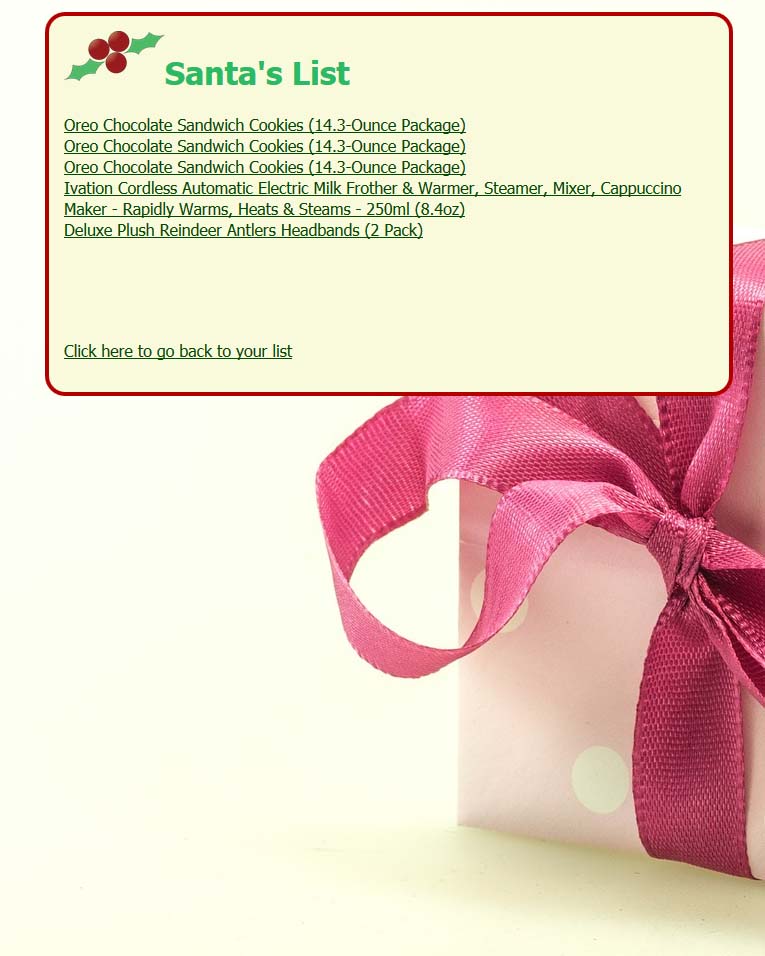 Santa's List
Oreo Chocolate Sandwich Cookies (14.3-Ounce Package)
Oreo Chocolate Sandwich Cookies (14.3-Ounce Package)
Oreo Chocolate Sandwich Cookies (14.3-Ounce Package)
Ivation Cordless Automatic Electric Milk Frother & Warmer, Steamer, Mixer, Cappuccino
Maker - Rapidly Warms, Heats & Steams - 250ml (8.4oz)
Deluxe Plush Reindeer Antlers Headbands (2 Pack)
Click here to go back to your list